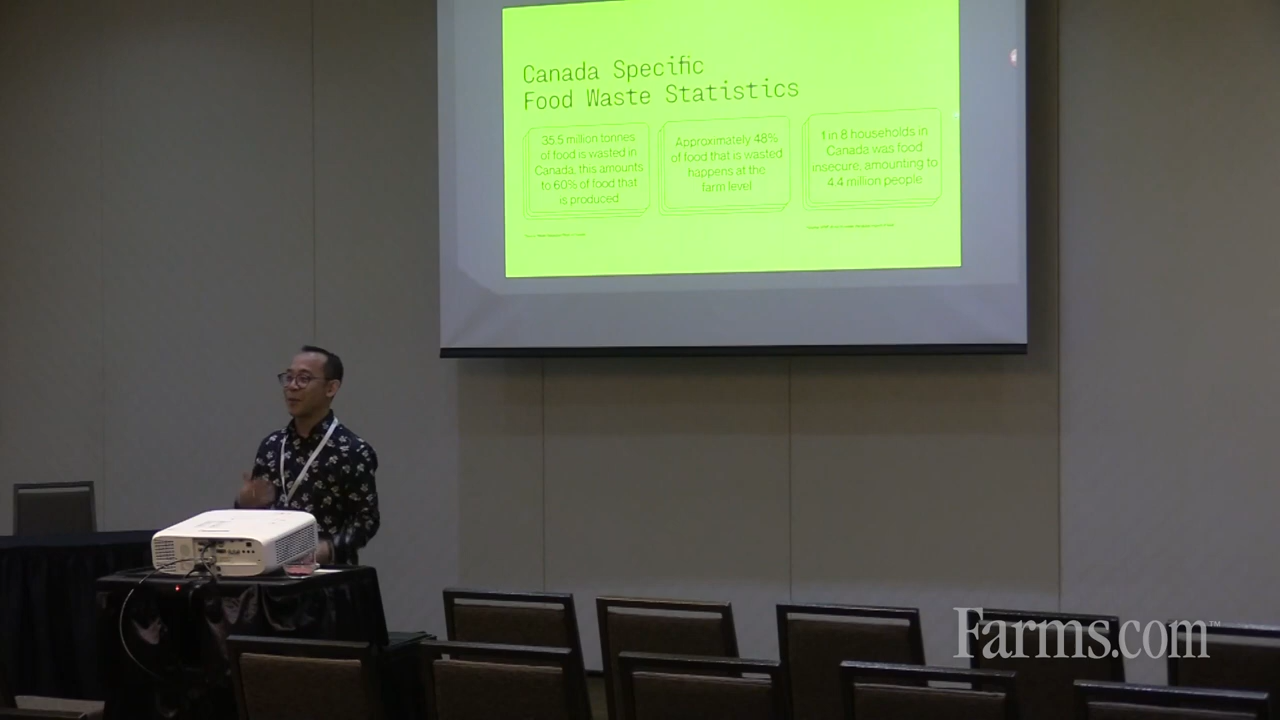 Canada Specific
Food Waste Statistics
35.5 million tonnes
of food is wasted in
Canada, this amounts
to 60% of food that
is produced
Approximately 48%
of food that is wasted
happens at the
farm level
1 in 8 households in
Canada was food
insecure, amounting to
4.4 million people
Farms.com™